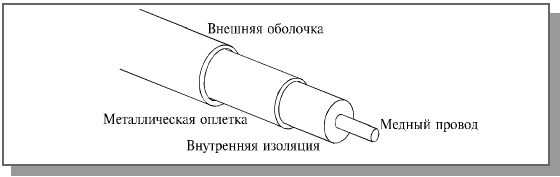 Внешняя оболочка
Металлическая оплетка
Медный провод
Внутренняя изоляция